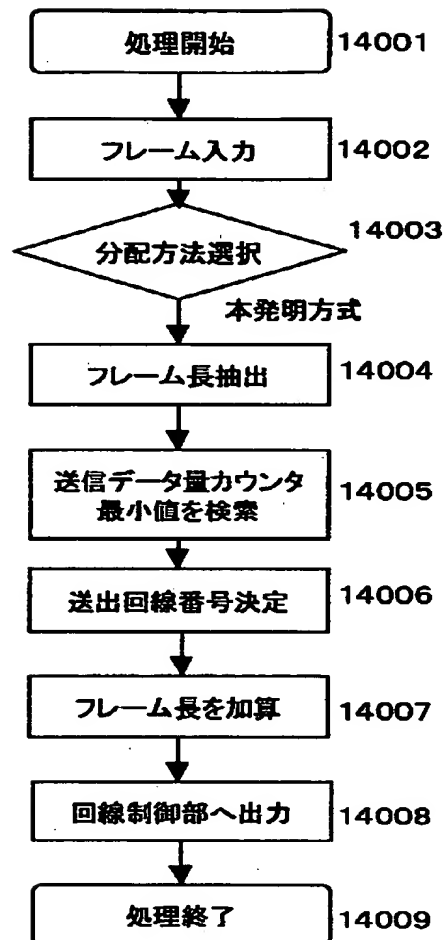 処理開始 14001
フレーム入力 14002
分配方法選択 14003
本発明方式
フレーム長抽出 14004
送信データ量カウンタ
最小値を検索 14005
送出回線番号決定 14006
フレーム長を加算 14007
回線制御部へ出力 14008
処理終了 14009